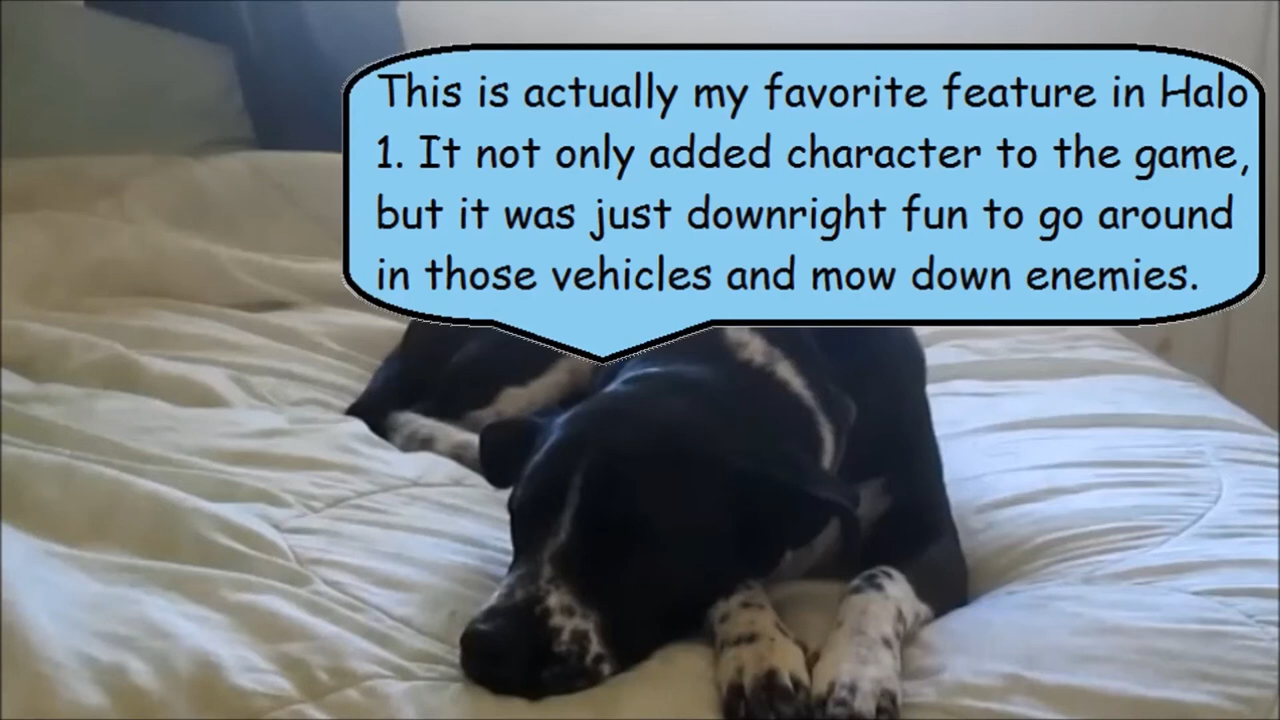 This is actually my favorite feature in Halo
1. It not only added character to the game,
but it was just downright fun to go around
in those vehicles and mow down enemies.